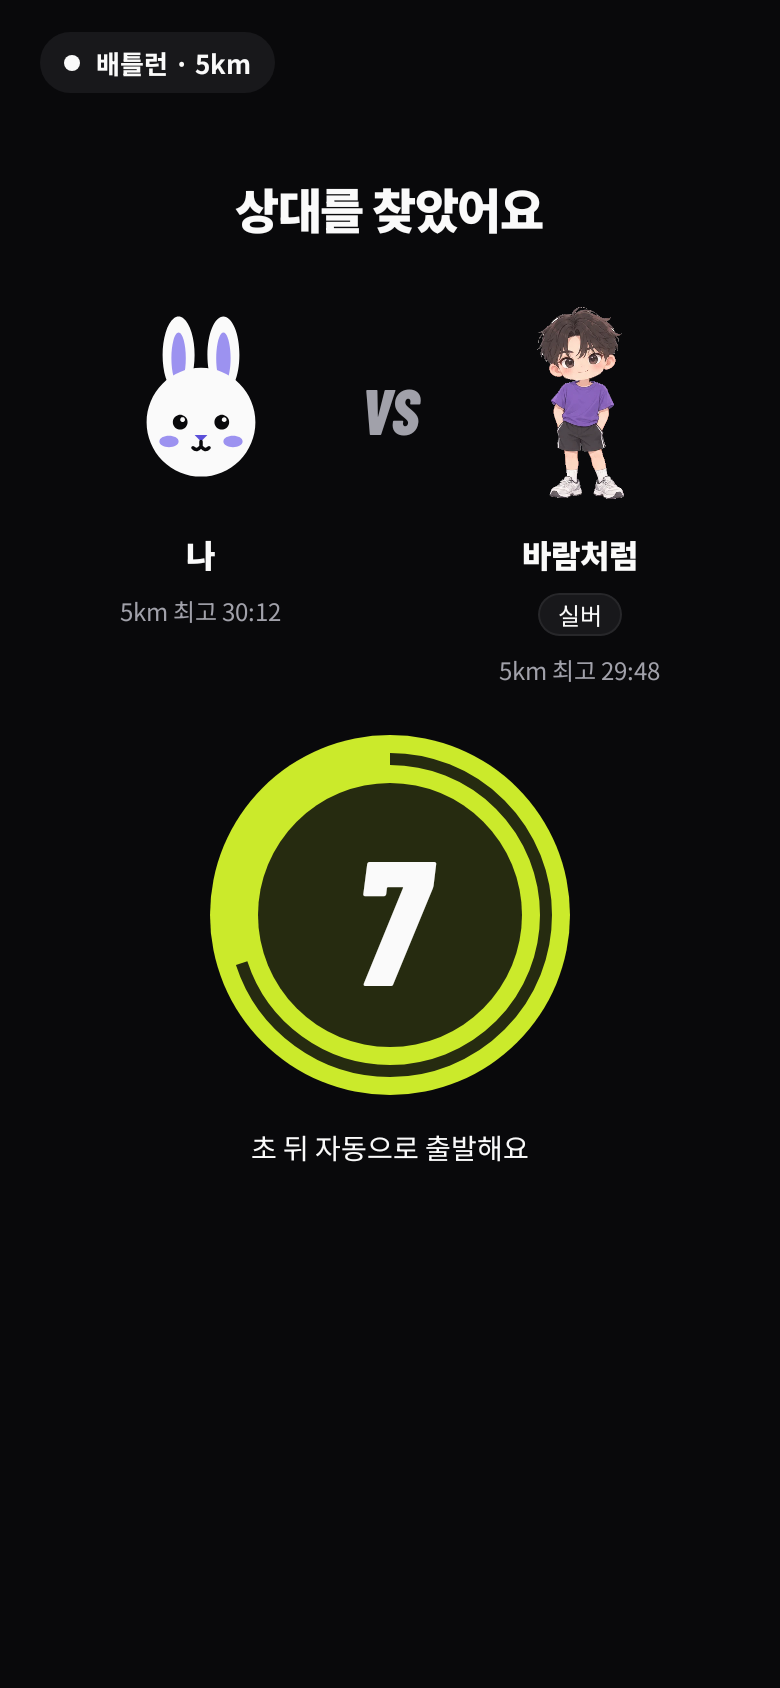 배틀런 · 5km
상대를 찾았어요
VS
나
바람처럼
5km 최고 30:12
실버
5km 최고 29:48
7
초 뒤 자동으로 출발해요